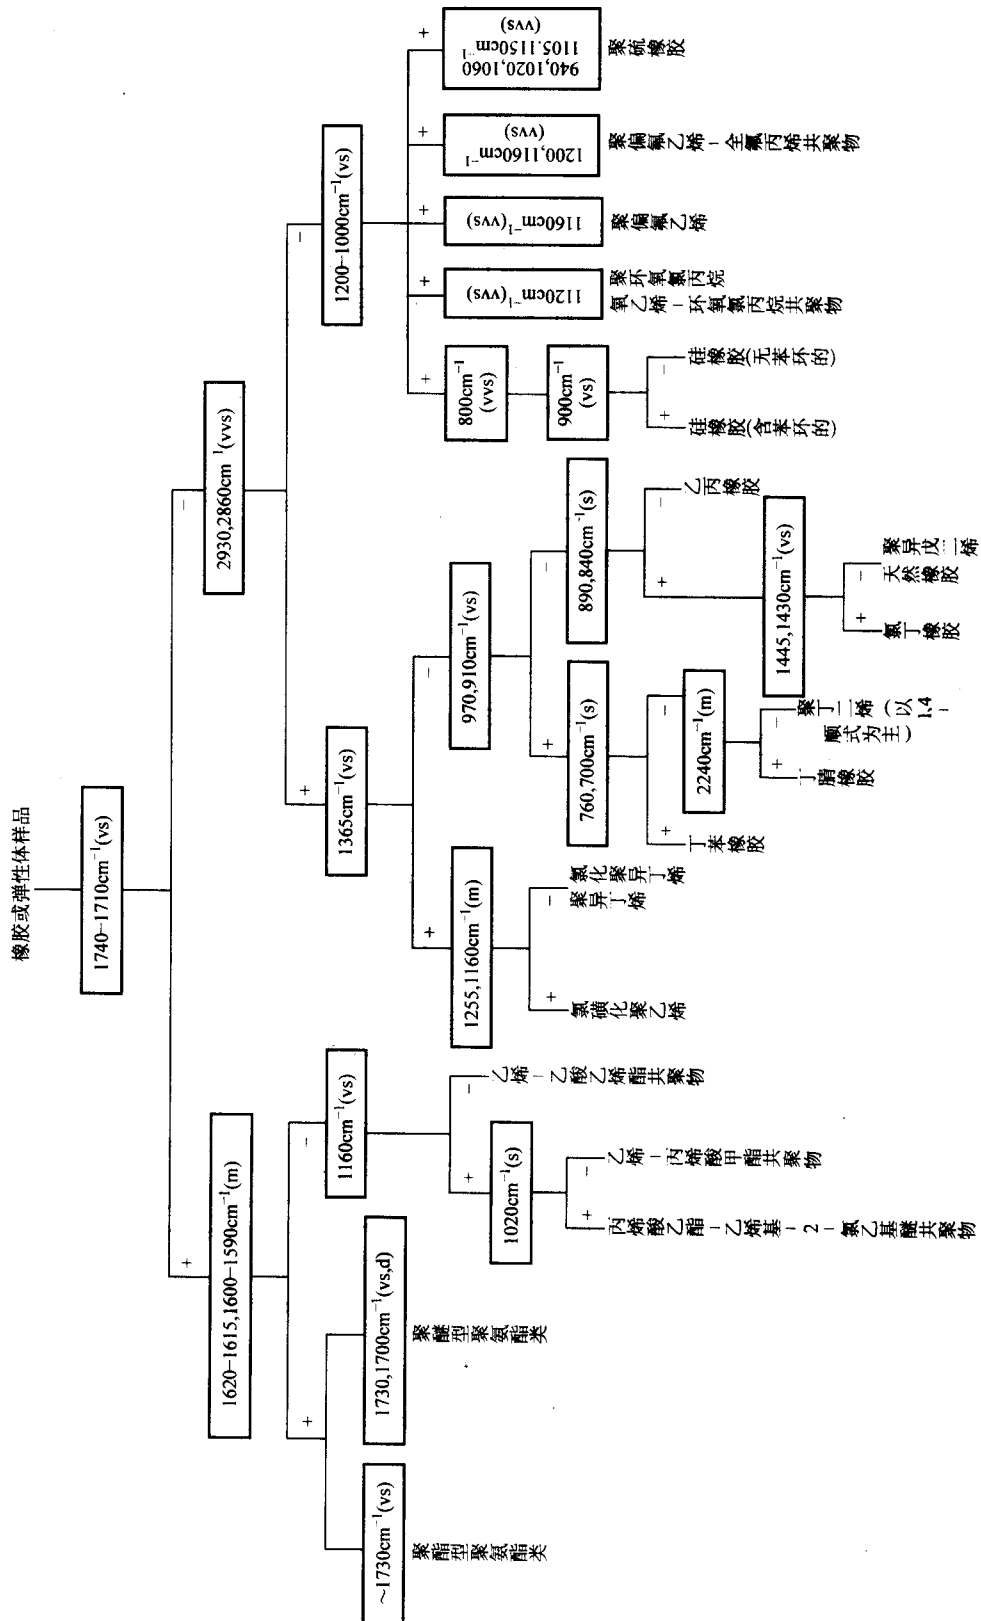 橡胶或弹性体样品
1740–1710cm⁻¹(vs)
+
−
1620–1615,1600–1590cm⁻¹(m)
2930,2860cm⁻¹(vvs)
+
−
+
−
1160cm⁻¹(vs)
1365cm⁻¹(vs)
1200–1000cm⁻¹(vs)
~1730cm⁻¹(vs)
1730,1700cm⁻¹(vs,d)
聚酯型聚氨酯类
聚醚型聚氨酯类
+
−
1020cm⁻¹(s)
乙烯–乙酸乙烯酯共聚物
+
−
丙烯酸乙酯–乙烯基–2–氯乙基醚共聚物
乙烯–丙烯酸甲酯共聚物
+
−
1255,1160cm⁻¹(m)
970,910cm⁻¹(vs)
+
−
氯磺化聚乙烯
聚异丁烯
氯化聚异丁烯
+
−
760,700cm⁻¹(s)
890,840cm⁻¹(s)
+
−
丁苯橡胶
2240cm⁻¹(m)
+
−
丁腈橡胶
聚丁二烯(以1,4–
顺式为主)
+
−
1445,1430cm⁻¹(vs)
乙丙橡胶
+
−
氯丁橡胶
天然橡胶
聚异戊二烯
+
+
+
+
+
800cm⁻¹
(vvs)
900cm⁻¹
(vs)
+
−
硅橡胶(含苯环的)
硅橡胶(无苯环的)
1120cm⁻¹(vvs)
聚环氧氯丙烷
氧乙烯–环氧氯丙烷共聚物
1160cm⁻¹(vvs)
聚偏氟乙烯
1200,1160cm⁻¹
(vvs)
聚偏氟乙烯–全氟丙烯共聚物
940,1020,1060
1105.1150cm⁻¹
(vvs)
聚硫橡胶